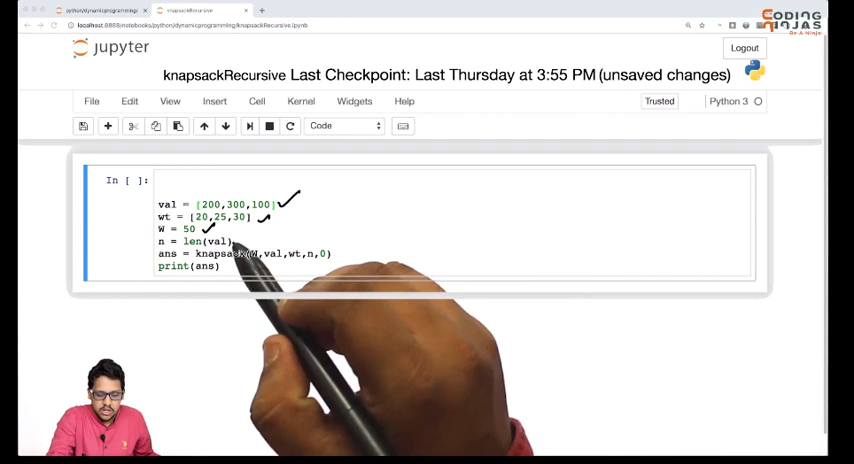 python/dynamicprogramming/
knapsackRecursive
localhost:8888/notebooks/python/dynamicprogramming/knapsackRecursive.ipynb
CODING
NINJAS
Be A Ninja
jupyter
Logout
knapsackRecursive Last Checkpoint: Last Thursday at 3:55 PM (unsaved changes)
File Edit View Insert Cell Kernel Widgets Help
Trusted
Python 3
Code
In [ ]:
val = [200,300,100]
wt = [20,25,30]
W = 50
n = len(val)
ans = knapsack(W,val,wt,n,0)
print(ans)